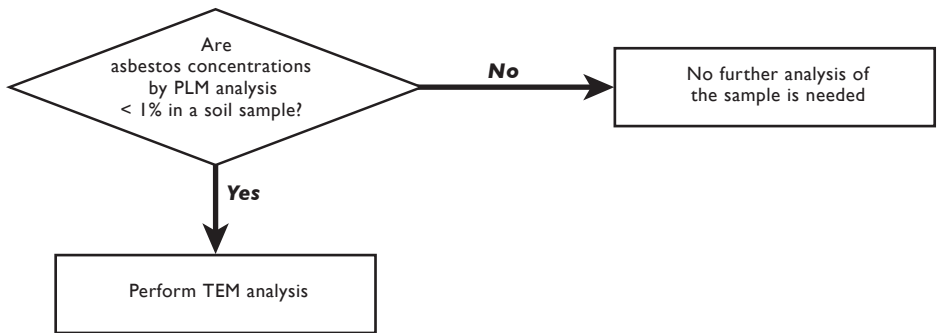 Are
asbestos concentrations
by PLM analysis
< 1% in a soil sample?
No
No further analysis of
the sample is needed
Yes
Perform TEM analysis